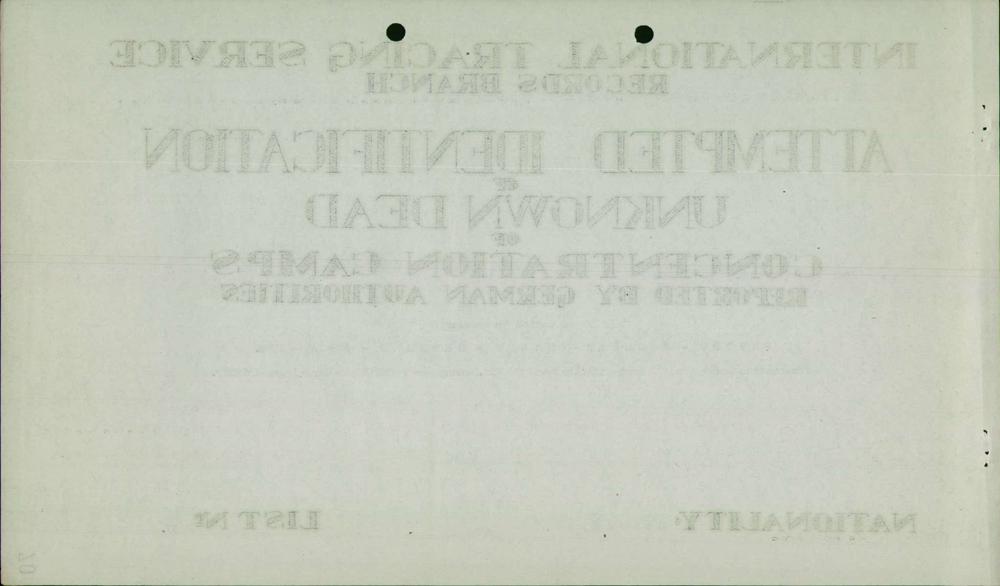 INTERNATIONAL TRACING SERVICE
RECORDS BRANCH
ATTEMPTED IDENTIFICATION
OF
UNKNOWN DEAD
OF
CONCENTRATION CAMPS
REPORTED BY GERMAN AUTHORITIES
NATIONALITY: LIST Nº